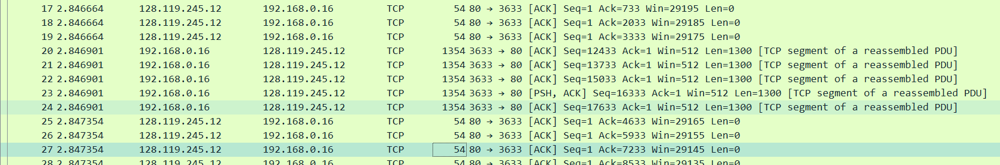 17 2.846664 128.119.245.12 192.168.0.16 TCP 54 80 → 3633 [ACK] Seq=1 Ack=733 Win=29195 Len=0
18 2.846664 128.119.245.12 192.168.0.16 TCP 54 80 → 3633 [ACK] Seq=1 Ack=2033 Win=29185 Len=0
19 2.846664 128.119.245.12 192.168.0.16 TCP 54 80 → 3633 [ACK] Seq=1 Ack=3333 Win=29175 Len=0
20 2.846901 192.168.0.16 128.119.245.12 TCP 1354 3633 → 80 [ACK] Seq=12433 Ack=1 Win=512 Len=1300 [TCP segment of a reassembled PDU]
21 2.846901 192.168.0.16 128.119.245.12 TCP 1354 3633 → 80 [ACK] Seq=13733 Ack=1 Win=512 Len=1300 [TCP segment of a reassembled PDU]
22 2.846901 192.168.0.16 128.119.245.12 TCP 1354 3633 → 80 [ACK] Seq=15033 Ack=1 Win=512 Len=1300 [TCP segment of a reassembled PDU]
23 2.846901 192.168.0.16 128.119.245.12 TCP 1354 3633 → 80 [PSH, ACK] Seq=16333 Ack=1 Win=512 Len=1300 [TCP segment of a reassembled PDU]
24 2.846901 192.168.0.16 128.119.245.12 TCP 1354 3633 → 80 [ACK] Seq=17633 Ack=1 Win=512 Len=1300 [TCP segment of a reassembled PDU]
25 2.847354 128.119.245.12 192.168.0.16 TCP 54 80 → 3633 [ACK] Seq=1 Ack=4633 Win=29165 Len=0
26 2.847354 128.119.245.12 192.168.0.16 TCP 54 80 → 3633 [ACK] Seq=1 Ack=5933 Win=29155 Len=0
27 2.847354 128.119.245.12 192.168.0.16 TCP 54 80 → 3633 [ACK] Seq=1 Ack=7233 Win=29145 Len=0
28 2.847354 128.119.245.12 192.168.0.16 TCP 54 80 → 3633 [ACK] Seq=1 Ack=8533 Win=29135 Len=0